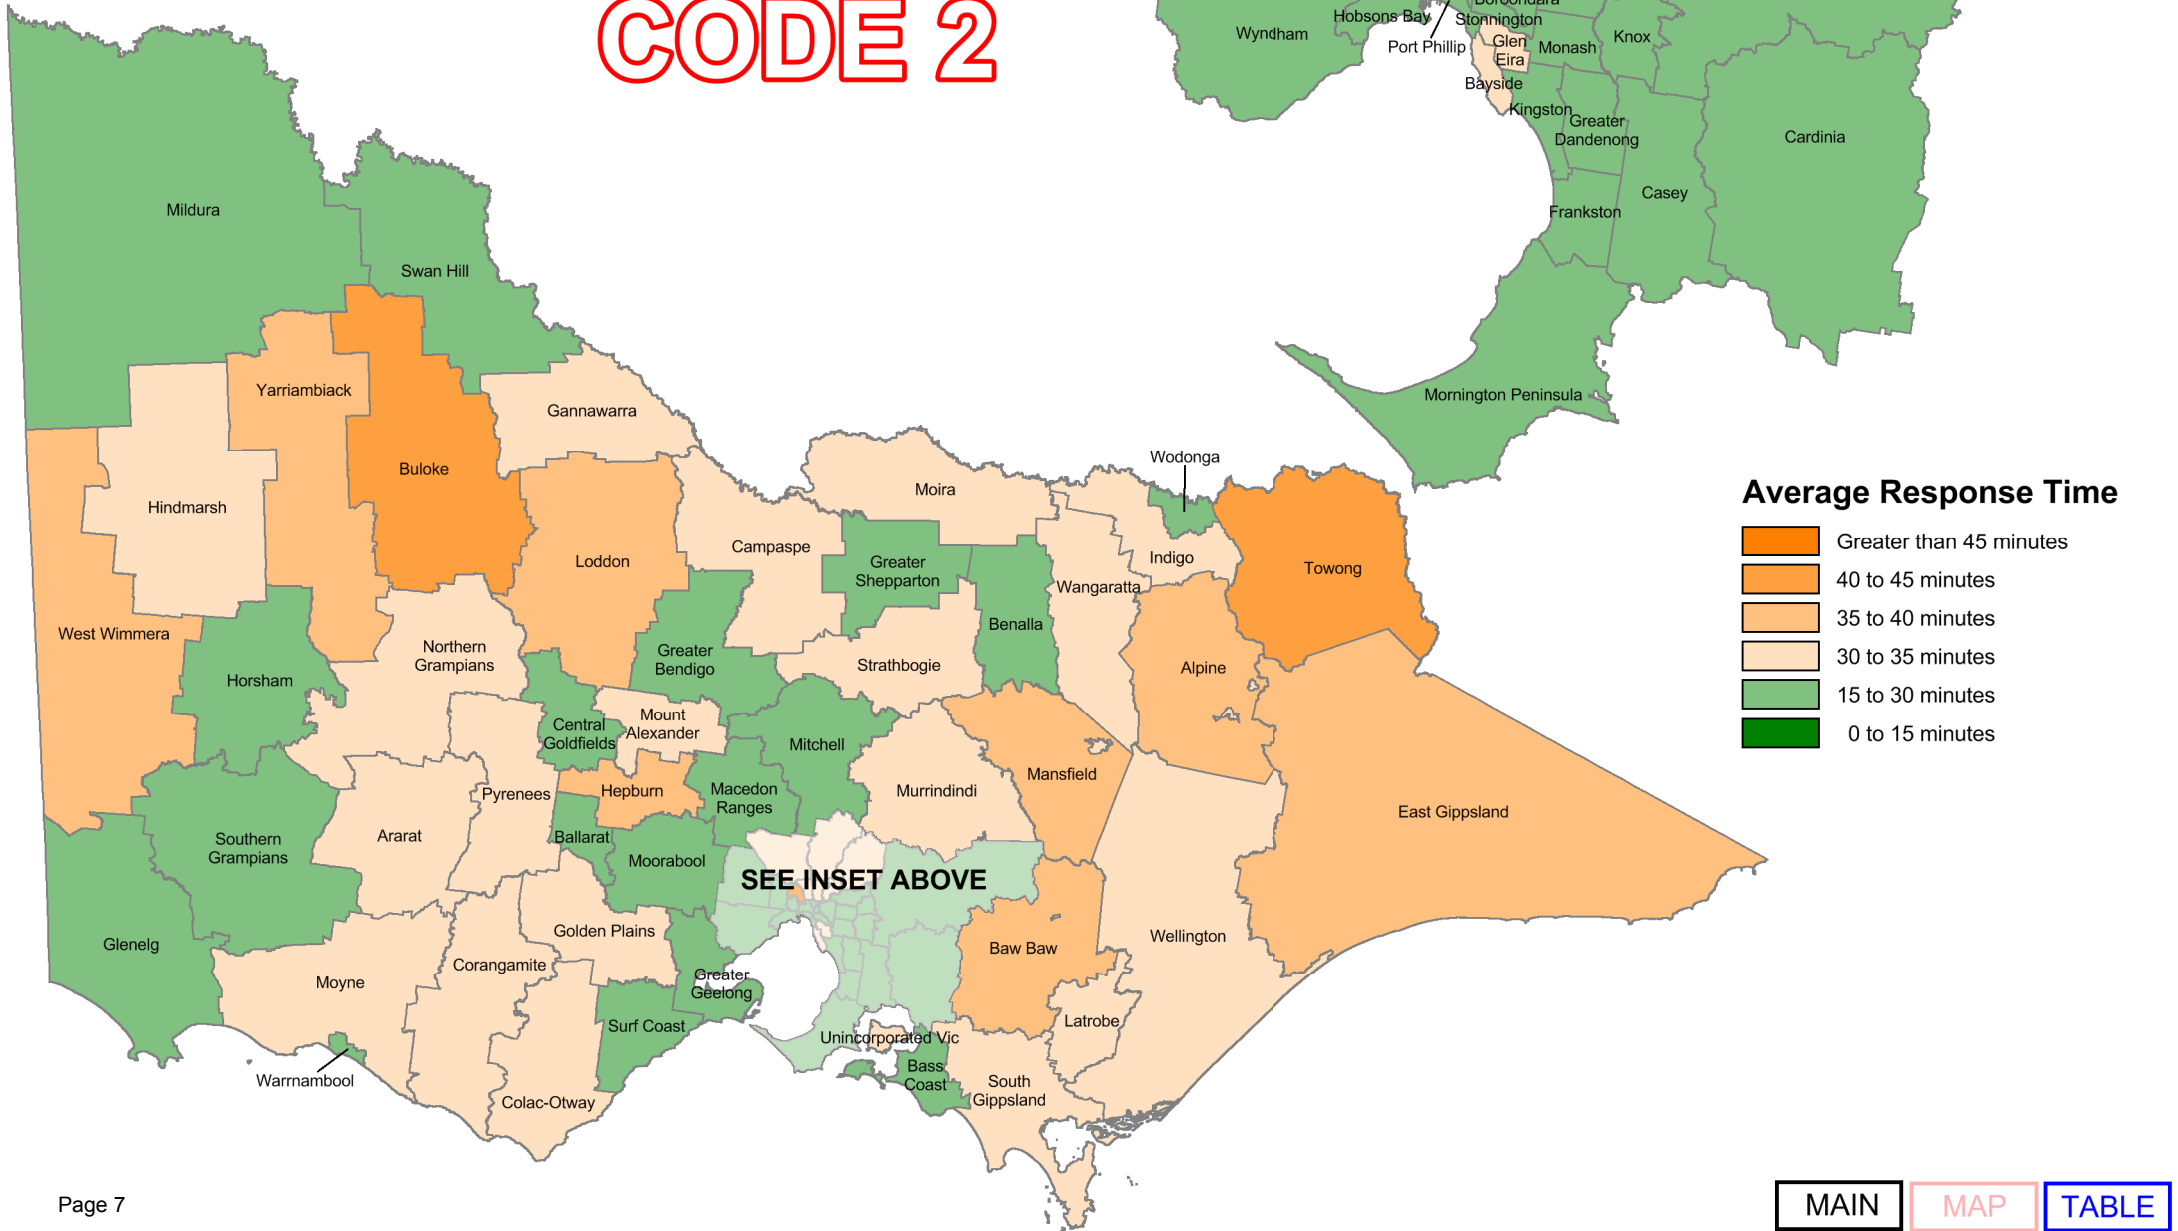 CODE 2
Boroondara
Hobsons Bay
Stonnington
Wyndham
Port Phillip
Glen
Eira
Monash
Knox
Bayside
Kingston
Greater
Dandenong
Cardinia
Casey
Frankston
Mornington Peninsula
Mildura
Swan Hill
Yarriambiack
Gannawarra
Buloke
Hindmarsh
Wodonga
Moira
Loddon
Campaspe
Greater
Shepparton
Indigo
Wangaratta
Towong
West Wimmera
Benalla
Northern
Grampians
Greater
Bendigo
Strathbogie
Alpine
Horsham
Central
Goldfields
Mount
Alexander
Mitchell
Mansfield
Pyrenees
Hepburn
Macedon
Ranges
Murrindindi
East Gippsland
Ararat
Ballarat
Southern
Grampians
Moorabool
SEE INSET ABOVE
Golden Plains
Glenelg
Wellington
Baw Baw
Corangamite
Moyne
Greater
Geelong
Surf Coast
Latrobe
Unincorporated Vic
Bass
Coast
Warrnambool
South
Gippsland
Colac-Otway
Average Response Time
Greater than 45 minutes
40 to 45 minutes
35 to 40 minutes
30 to 35 minutes
15 to 30 minutes
0 to 15 minutes
Page 7
MAIN
MAP
TABLE